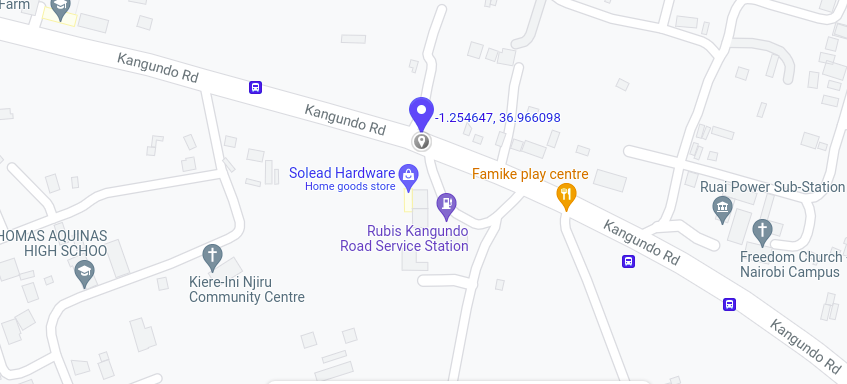 Farm
Kangundo Rd
Kangundo Rd
-1.254647, 36.966098
Solead Hardware
Home goods store
Famike play centre
Ruai Power Sub-Station
Rubis Kangundo
Road Service Station
HOMAS AQUINAS
HIGH SCHOO
Kangundo Rd
Freedom Church
Nairobi Campus
Kiere-Ini Njiru
Community Centre
Kangundo Rd